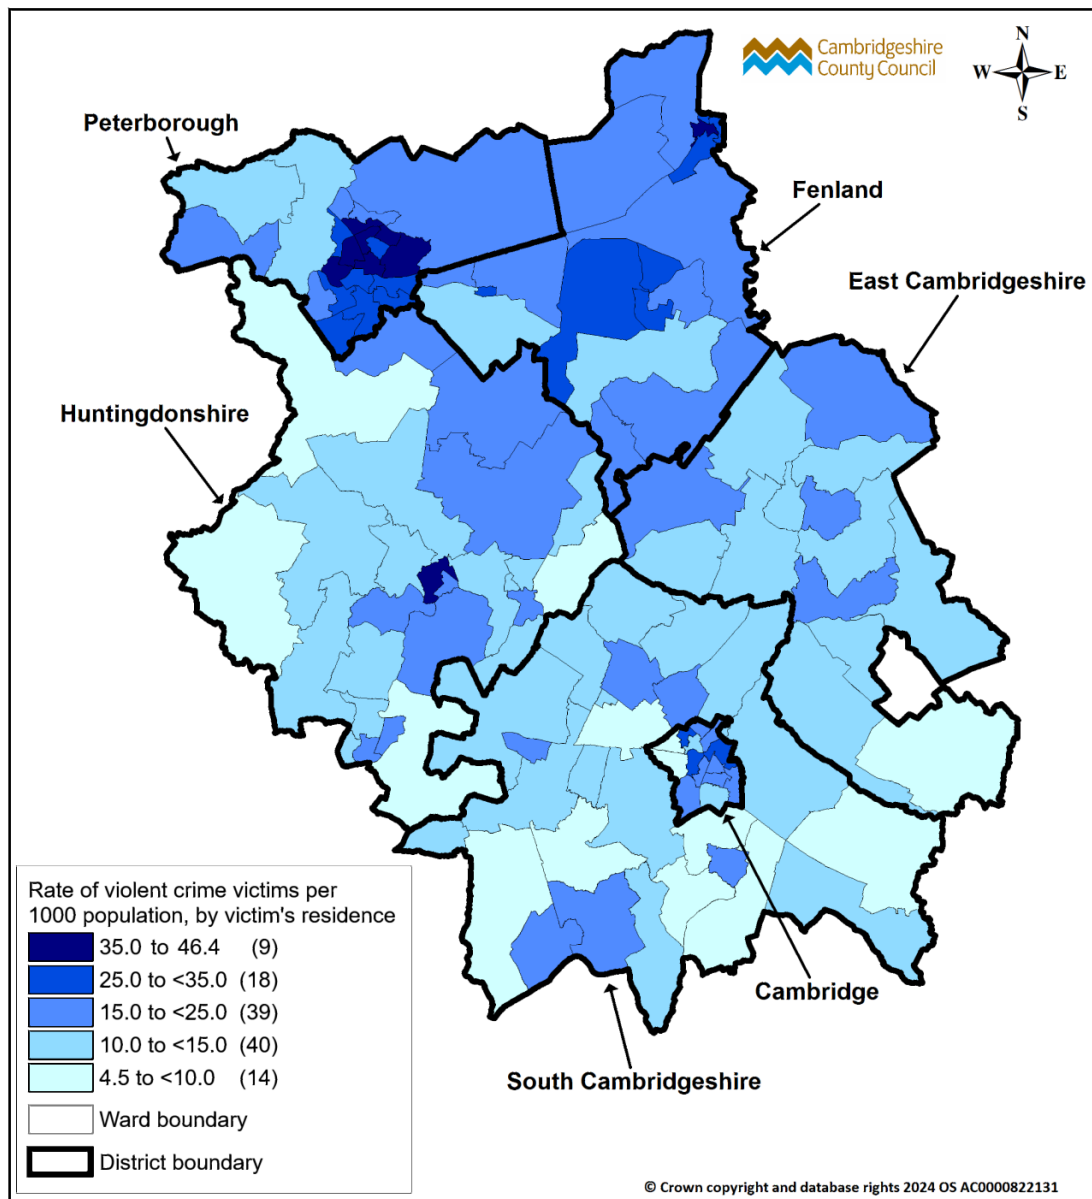 Cambridgeshire
County Council
N
W
E
S
Peterborough
Fenland
East Cambridgeshire
Huntingdonshire
Cambridge
South Cambridgeshire
Rate of violent crime victims per
1000 population, by victim's residence
35.0 to 46.4 (9)
25.0 to <35.0 (18)
15.0 to <25.0 (39)
10.0 to <15.0 (40)
4.5 to <10.0 (14)
Ward boundary
District boundary
© Crown copyright and database rights 2024 OS AC0000822131